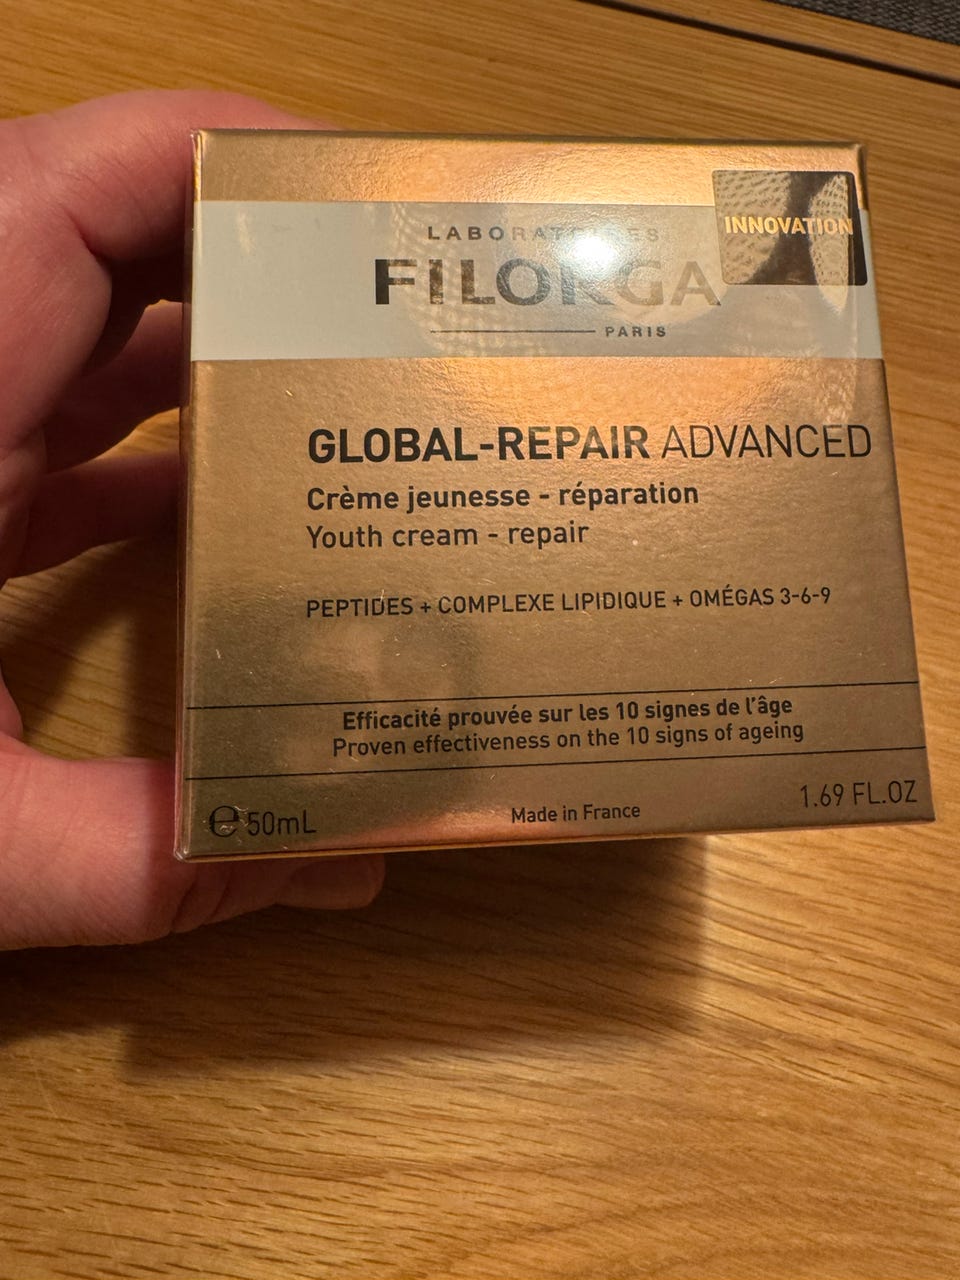 LABORATOIRES
INNOVATION
FILORGA
PARIS
GLOBAL-REPAIR ADVANCED
Crème jeunesse - réparation
Youth cream - repair
PEPTIDES + COMPLEXE LIPIDIQUE + OMÉGAS 3-6-9
Efficacité prouvée sur les 10 signes de l'âge
Proven effectiveness on the 10 signs of ageing
℮ 50mL Made in France 1.69 FL.OZ